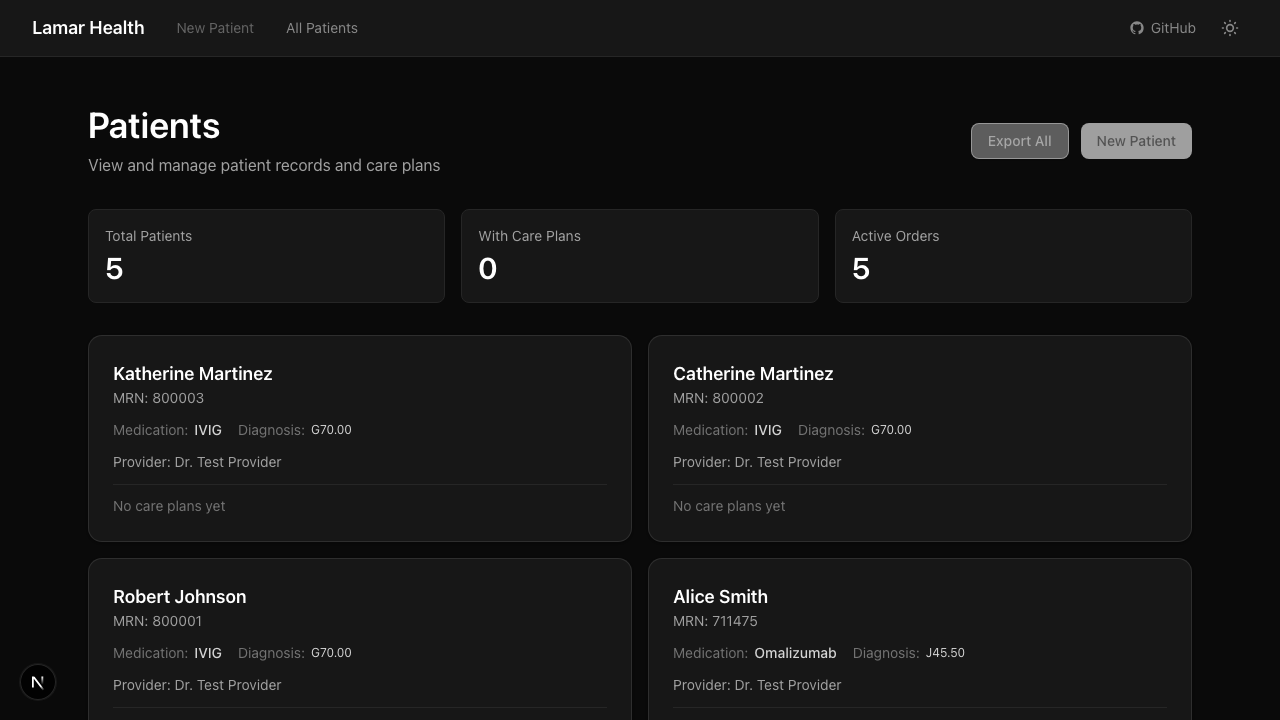 Lamar Health New Patient All Patients GitHub
Patients
View and manage patient records and care plans
Export All New Patient
Total Patients With Care Plans Active Orders
5 0 5
Katherine Martinez
MRN: 800003
Medication: IVIG Diagnosis: G70.00
Provider: Dr. Test Provider
No care plans yet
Catherine Martinez
MRN: 800002
Medication: IVIG Diagnosis: G70.00
Provider: Dr. Test Provider
No care plans yet
Robert Johnson
MRN: 800001
Medication: IVIG Diagnosis: G70.00
Provider: Dr. Test Provider
Alice Smith
MRN: 711475
Medication: Omalizumab Diagnosis: J45.50
Provider: Dr. Test Provider
N